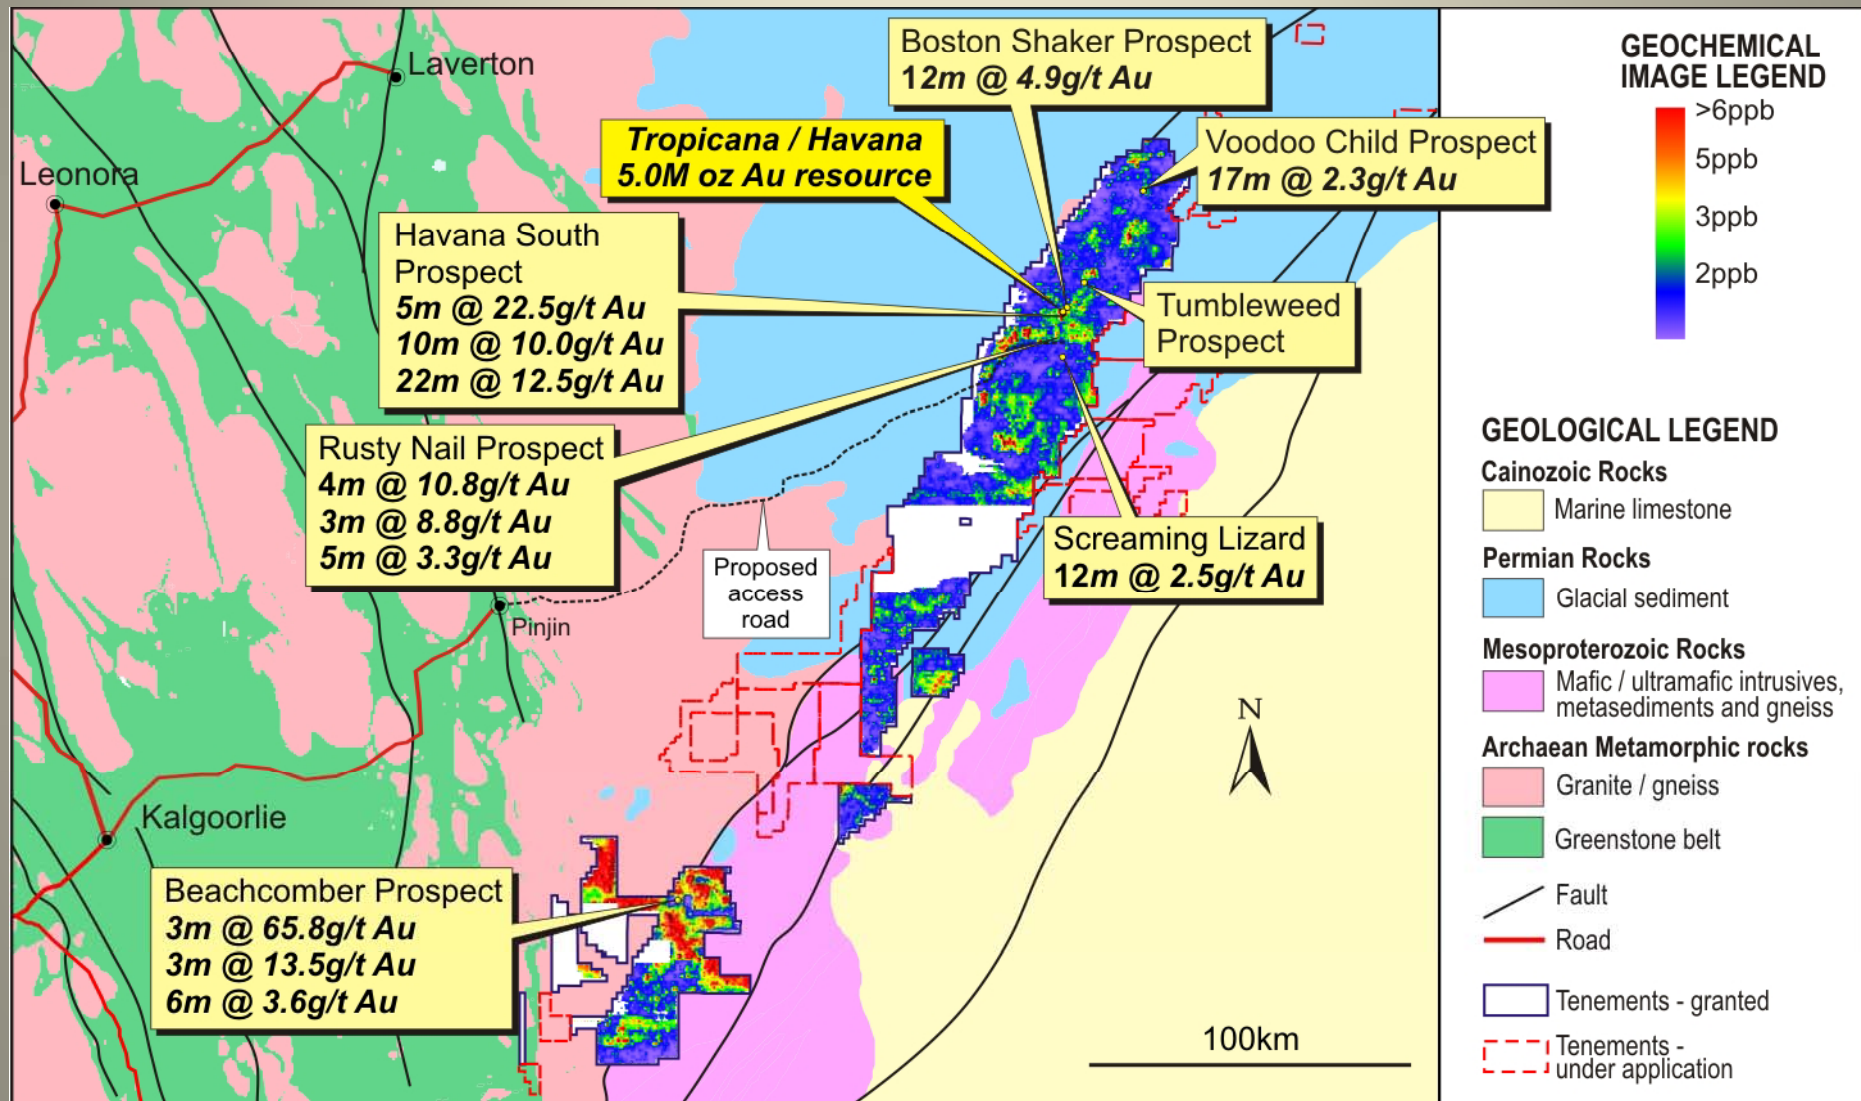 Laverton
Leonora
Boston Shaker Prospect
12m @ 4.9g/t Au
Tropicana / Havana
5.0M oz Au resource
Voodoo Child Prospect
17m @ 2.3g/t Au
Havana South
Prospect
5m @ 22.5g/t Au
10m @ 10.0g/t Au
22m @ 12.5g/t Au
Tumbleweed
Prospect
Rusty Nail Prospect
4m @ 10.8g/t Au
3m @ 8.8g/t Au
5m @ 3.3g/t Au
Screaming Lizard
12m @ 2.5g/t Au
Proposed
access
road
Pinjin
Kalgoorlie
Beachcomber Prospect
3m @ 65.8g/t Au
3m @ 13.5g/t Au
6m @ 3.6g/t Au
N
100km
GEOCHEMICAL
IMAGE LEGEND
>6ppb
5ppb
3ppb
2ppb
GEOLOGICAL LEGEND
Cainozoic Rocks
Marine limestone
Permian Rocks
Glacial sediment
Mesoproterozoic Rocks
Mafic / ultramafic intrusives,
metasediments and gneiss
Archaean Metamorphic rocks
Granite / gneiss
Greenstone belt
Fault
Road
Tenements - granted
Tenements -
under application